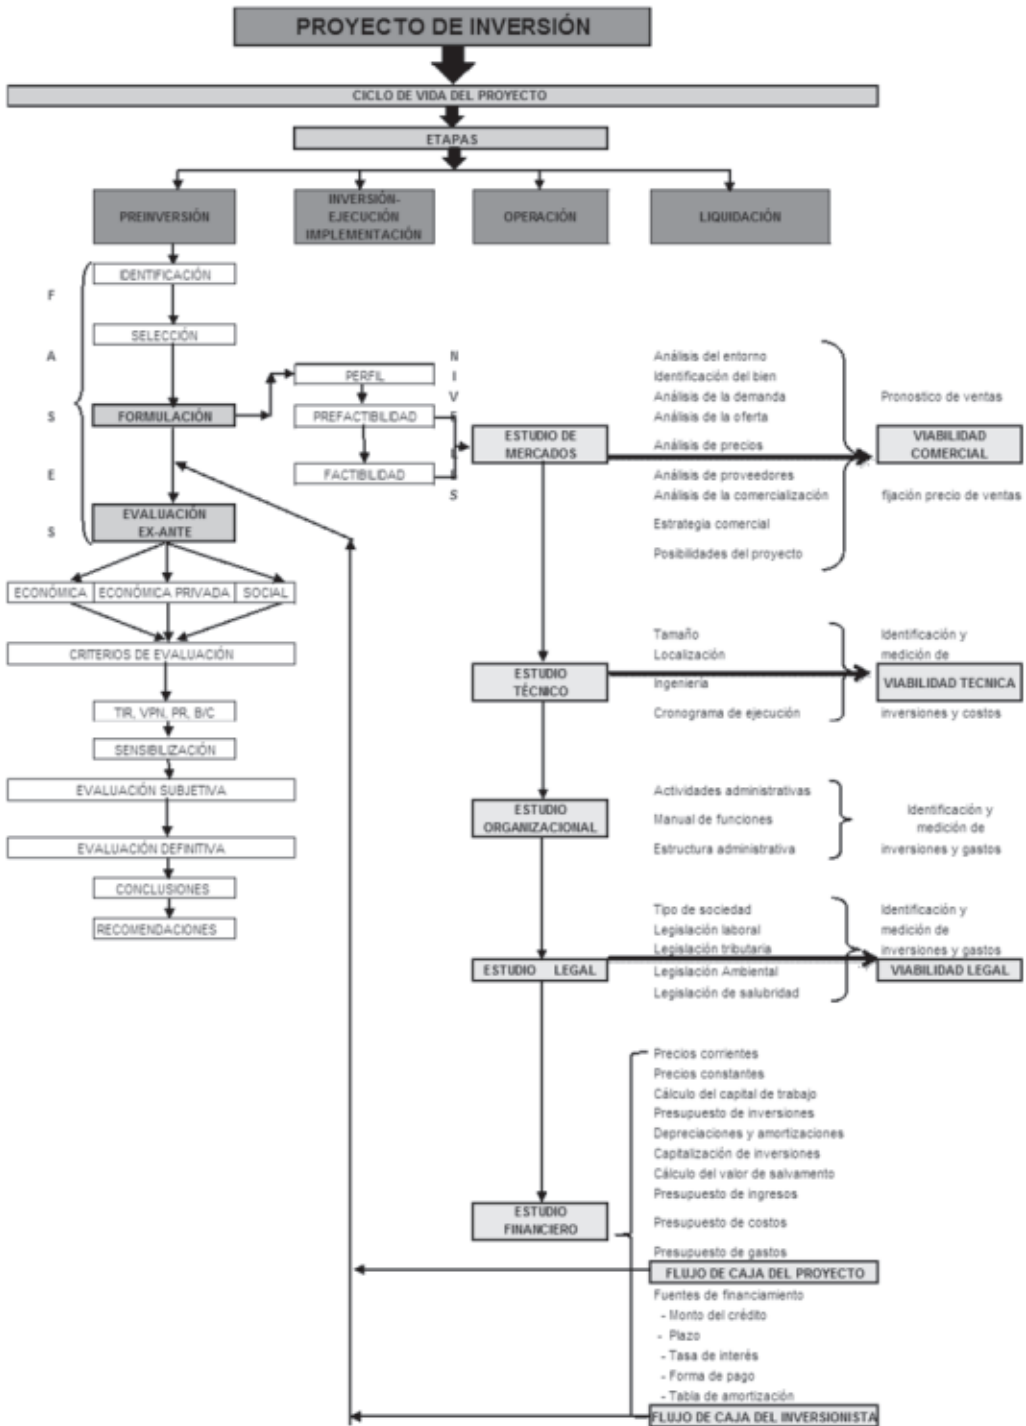 PROYECTO DE INVERSIÓN
CICLO DE VIDA DEL PROYECTO
ETAPAS
PREINVERSIÓN
INVERSIÓN-
EJECUCIÓN
IMPLEMENTACIÓN
OPERACIÓN
LIQUIDACIÓN
F
A
S
E
S
IDENTIFICACIÓN
SELECCIÓN
FORMULACIÓN
EVALUACIÓN
EX-ANTE
ECONÓMICA
ECONÓMICA PRIVADA
SOCIAL
CRITERIOS DE EVALUACIÓN
TIR, VPN, PR, B/C
SENSIBILIZACIÓN
EVALUACIÓN SUBJETIVA
EVALUACIÓN DEFINITIVA
CONCLUSIONES
RECOMENDACIONES
N
I
V
E
L
E
S
PERFIL
PREFACTIBILIDAD
FACTIBILIDAD
ESTUDIO DE
MERCADOS
Análisis del entorno
Identificación del bien
Análisis de la demanda
Análisis de la oferta
Análisis de precios
Análisis de proveedores
Análisis de la comercialización
Estrategia comercial
Posibilidades del proyecto
Pronostico de ventas
VIABILIDAD
COMERCIAL
fijación precio de ventas
ESTUDIO
TÉCNICO
Tamaño
Localización
Ingeniería
Cronograma de ejecución
Identificación y
medición de
VIABILIDAD TECNICA
inversiones y costos
ESTUDIO
ORGANIZACIONAL
Actividades administrativas
Manual de funciones
Estructura administrativa
Identificación y
medición de
inversiones y gastos
ESTUDIO LEGAL
Tipo de sociedad
Legislación laboral
Legislación tributaria
Legislación Ambiental
Legislación de salubridad
Identificación y
medición de
inversiones y gastos
VIABILIDAD LEGAL
ESTUDIO
FINANCIERO
Precios corrientes
Precios constantes
Cálculo del capital de trabajo
Presupuesto de inversiones
Depreciaciones y amortizaciones
Capitalización de inversiones
Cálculo del valor de salvamento
Presupuesto de ingresos
Presupuesto de costos
Presupuesto de gastos
FLUJO DE CAJA DEL PROYECTO
Fuentes de financiamiento
- Monto del crédito
- Plazo
- Tasa de interés
- Forma de pago
- Tabla de amortización
FLUJO DE CAJA DEL INVERSIONISTA